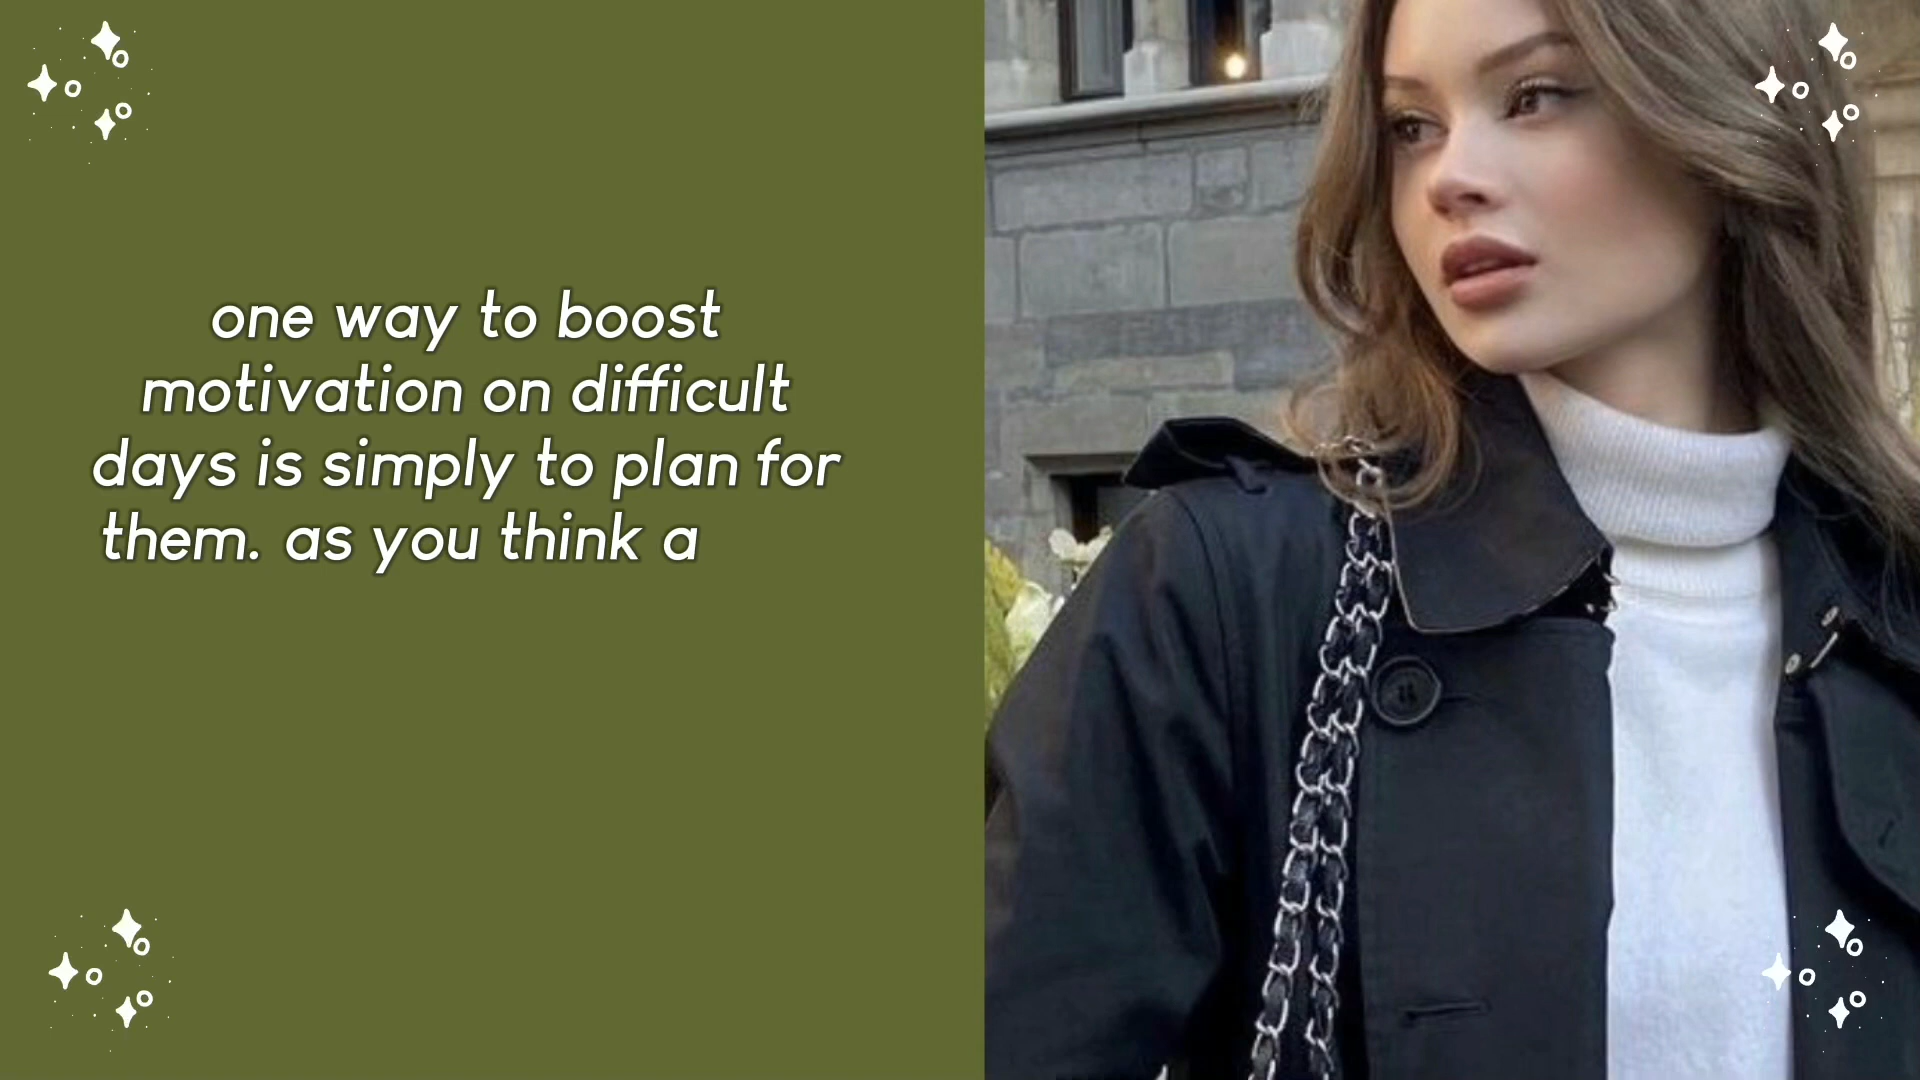 one way to boost
motivation on difficult
days is simply to plan for
them. as you think a